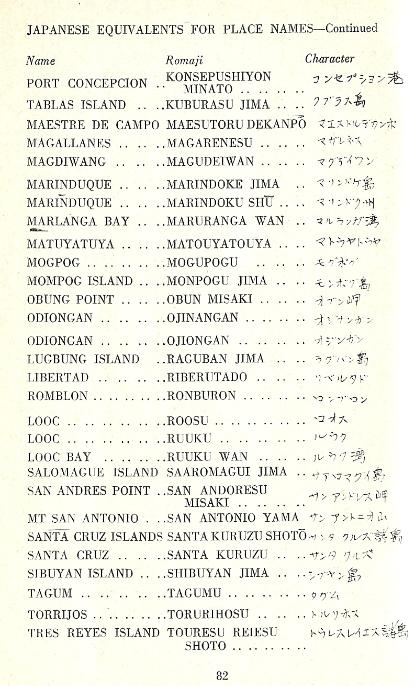 JAPANESE EQUIVALENTS FOR PLACE NAMES—Continued
Name Romaji Character
PORT CONCEPCION .. KONSEPUSHIYON コンセプション港
MINATO .. .. .. ..
TABLAS ISLAND .. .. KUBURASU JIMA .. .. クブラス島
MAESTRE DE CAMPO MAESUTORU DEKANPŌ マエストルデカンポ
MAGALLANES .. .. .. MAGARENESU .. .. .. マガレネス
MAGDIWANG .. .. .. MAGUDEIWAN .. .. .. マグデイワン
MARINDUQUE .. .. .. MARINDOKE JIMA .. .. マリンドケ島
MARINDUQUE .. .. .. MARINDOKU SHŪ .. .. マリンドク州
MARLANGA BAY .. .. MARURANGA WAN .. .. マルランガ湾
MATUYATUYA .. .. .. MATOUYATOUYA .. .. マトウヤトウヤ
MOGPOG .. .. .. .. MOGUPOGU .. .. .. モグポグ
MOMPOG ISLAND .. .. MONPOGU JIMA .. .. モンポグ島
OBUNG POINT .. .. .. OBUN MISAKI .. .. .. オブン岬
ODIONGAN .. .. .. .. OJINANGAN .. .. .. オジナンガン
ODIONGAN .. .. .. .. OJIONGAN .. .. .. オジンガン
LUGBUNG ISLAND .. RAGUBAN JIMA .. .. ラグバン島
LIBERTAD .. .. .. .. RIBERUTADO .. .. .. リベルタド
ROMBLON .. .. .. .. RONBURON .. .. .. ロンブロン
LOOC .. .. .. .. .. ROOSU .. .. .. .. ロオス
LOOC .. .. .. .. .. RUUKU .. .. .. .. ルウク
LOOC BAY .. .. .. .. RUUKU WAN .. .. .. ルウク湾
SALOMAGUE ISLAND SAAROMAGUI JIMA .. .. サアロマグイ島
SAN ANDRES POINT .. SAN ANDORESU サンアンドレス岬
MISAKI .. .. .. ..
MT SAN ANTONIO .. .. SAN ANTONIO YAMA サンアントニオ山
SANTA CRUZ ISLANDS SANTA KURUZU SHOTŌ サンタクルズ諸島
SANTA CRUZ .. .. .. SANTA KURUZU .. .. サンタクルズ
SIBUYAN ISLAND .. .. SHIBUYAN JIMA .. .. シブヤン島
TAGUM .. .. .. .. .. TAGUMU .. .. .. .. タグム
TORRIJOS .. .. .. .. TORURIHOSU .. .. .. トルリホス
TRES REYES ISLAND TOURESU REIESU トウレスレイエス諸島
SHOTO .. .. .. .. ..
82